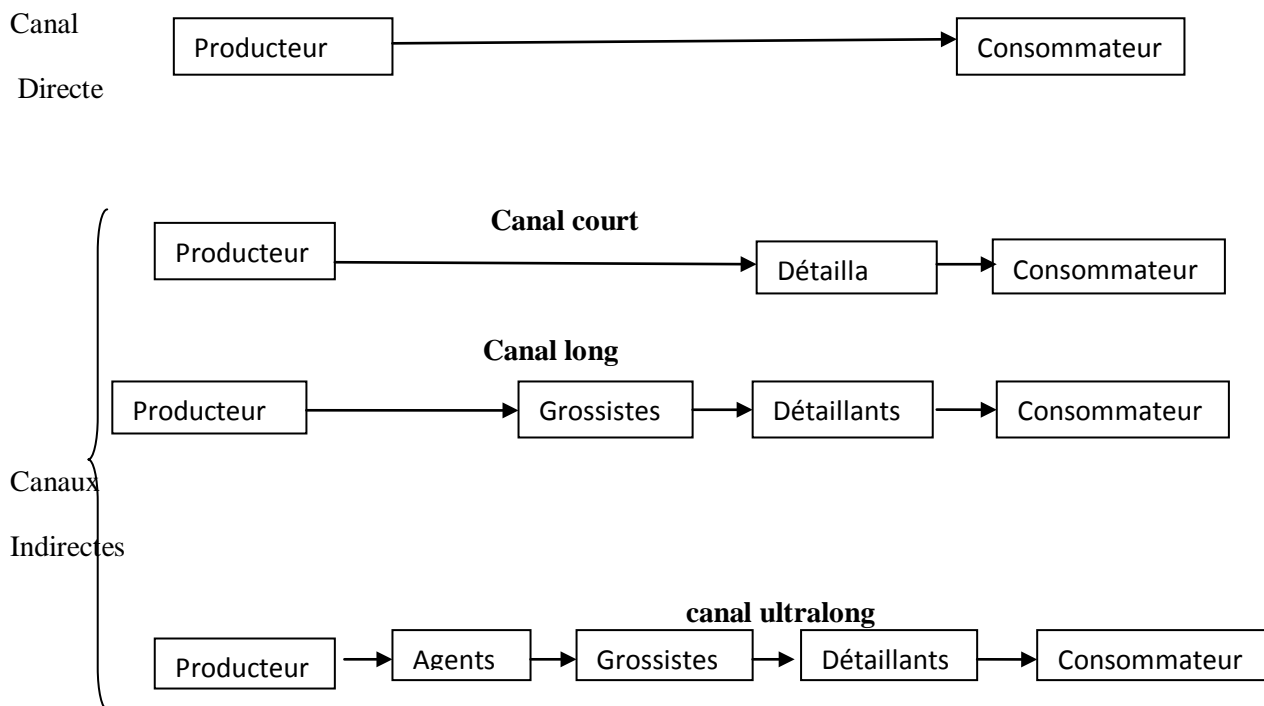 Canal
Directe
Producteur
Consommateur
Canal court
Producteur
Détailla
Consommateur
Canal long
Producteur
Grossistes
Détaillants
Consommateur
Canaux
Indirectes
canal ultralong
Producteur
Agents
Grossistes
Détaillants
Consommateur